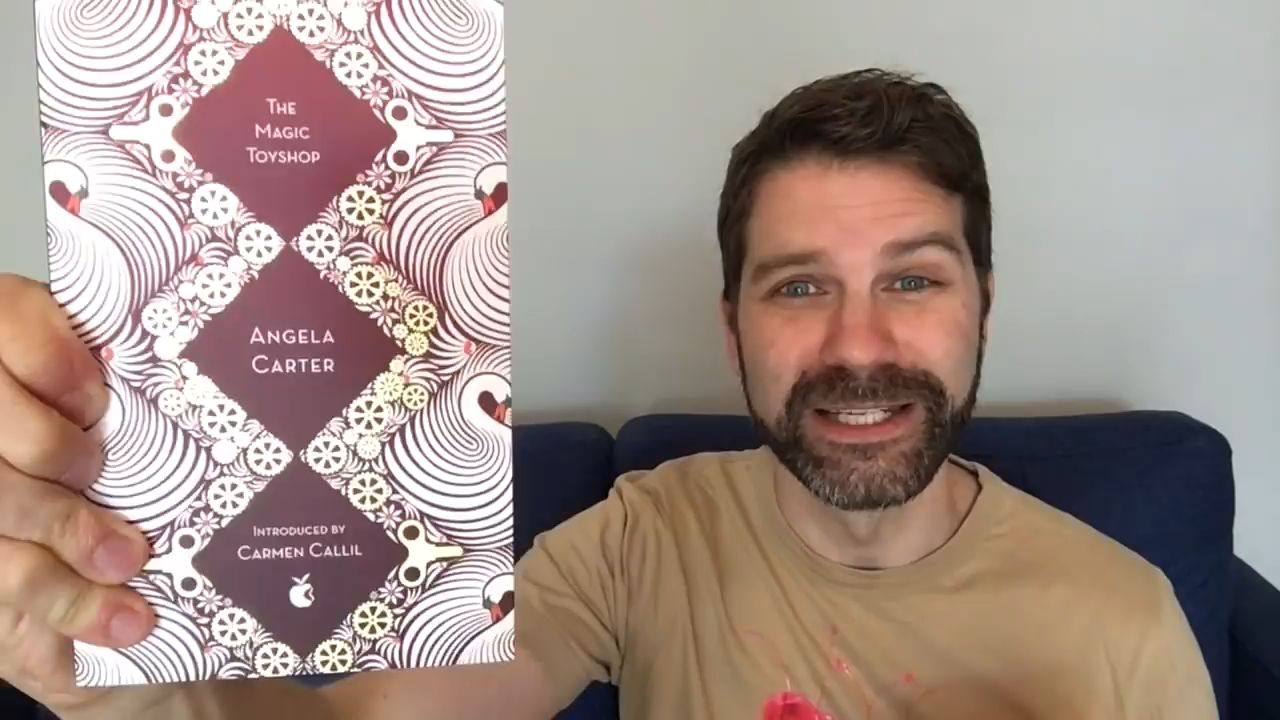 The
Magic
Toyshop
Angela
Carter
Introduced by
Carmen Callil